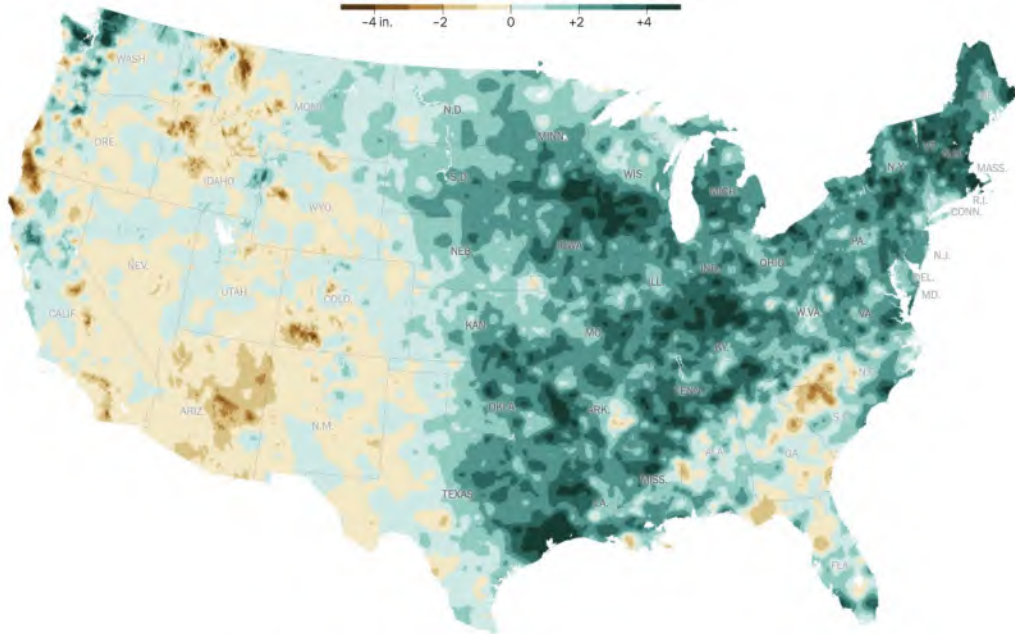 −4 in. −2 0 +2 +4
WASH.
MONT.
N.D.
MINN.
ME.
ORE.
IDAHO
S.D.
WIS.
MICH.
VT.
N.H.
N.Y.
MASS.
R.I.
CONN.
WYO.
NEB.
IOWA
PA.
N.J.
NEV.
UTAH
COLO.
ILL.
IND.
OHIO
DEL.
MD.
CALIF.
KAN.
MO.
W.VA.
VA.
KY.
ARIZ.
N.M.
OKLA.
ARK.
TENN.
N.C.
S.C.
TEXAS
LA.
MISS.
ALA.
GA.
FLA.